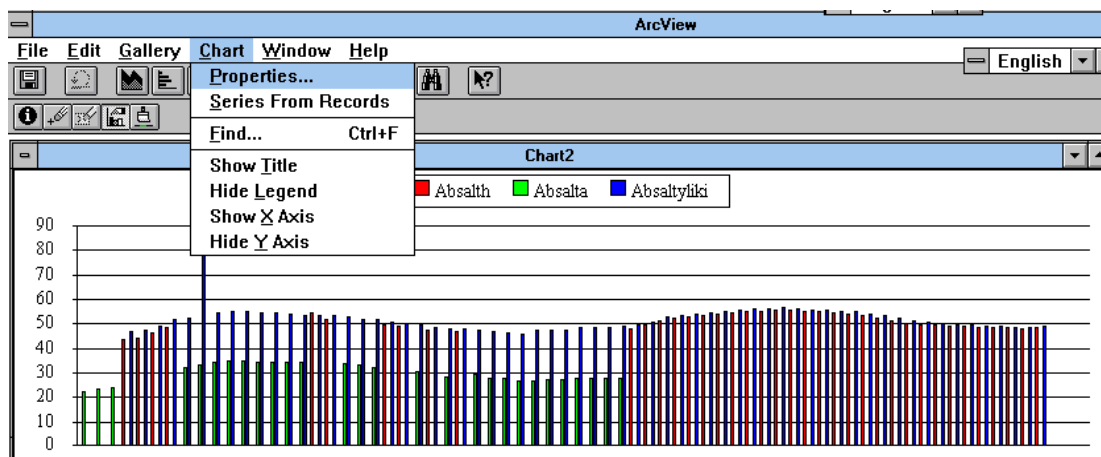 ArcView
File Edit Gallery Chart Window Help
English
Properties...
Series From Records
Find... Ctrl+F
Show Title
Hide Legend
Show X Axis
Hide Y Axis
Chart2
Absalth Absalta Absaltyliki
90
80
70
60
50
40
30
20
10
0